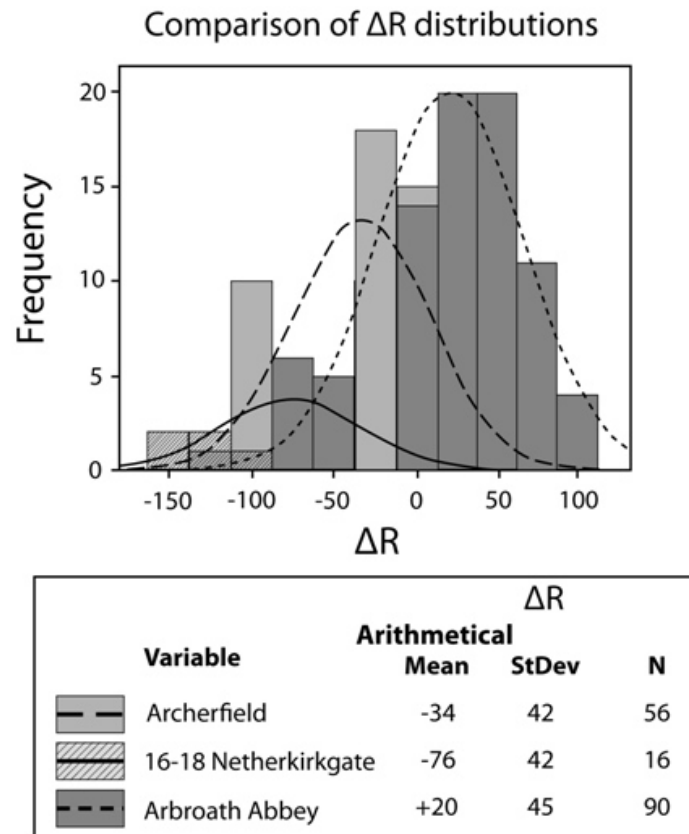 Comparison of ΔR distributions
Frequency
20
15
10
5
0
-150 -100 -50 0 50 100
ΔR
ΔR
Arithmetical
Variable Mean StDev N
Archerfield -34 42 56
16-18 Netherkirkgate -76 42 16
Arbroath Abbey +20 45 90